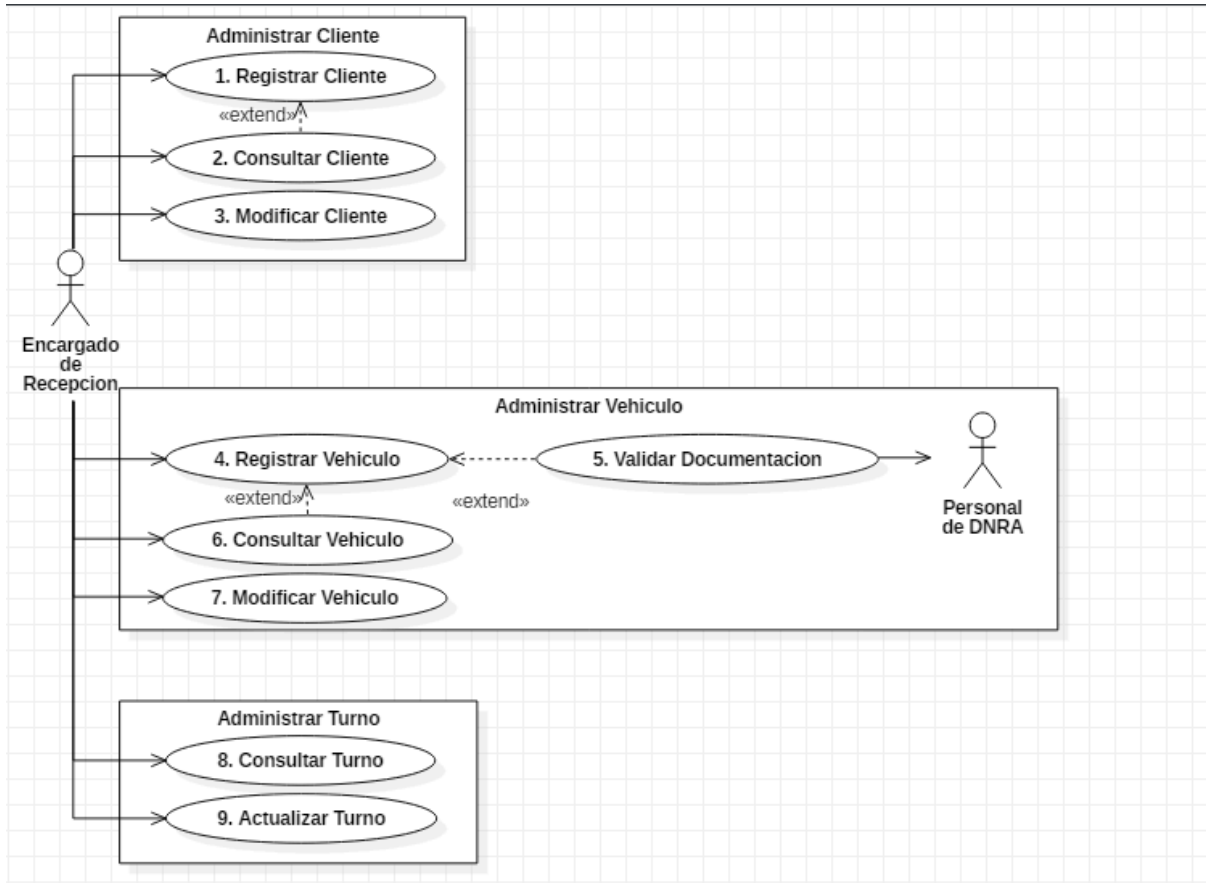 Administrar Cliente
1. Registrar Cliente
«extend»
2. Consultar Cliente
3. Modificar Cliente
Encargado
de
Recepcion
Administrar Vehiculo
4. Registrar Vehiculo
5. Validar Documentacion
«extend»
«extend»
6. Consultar Vehiculo
7. Modificar Vehiculo
Personal
de DNRA
Administrar Turno
8. Consultar Turno
9. Actualizar Turno